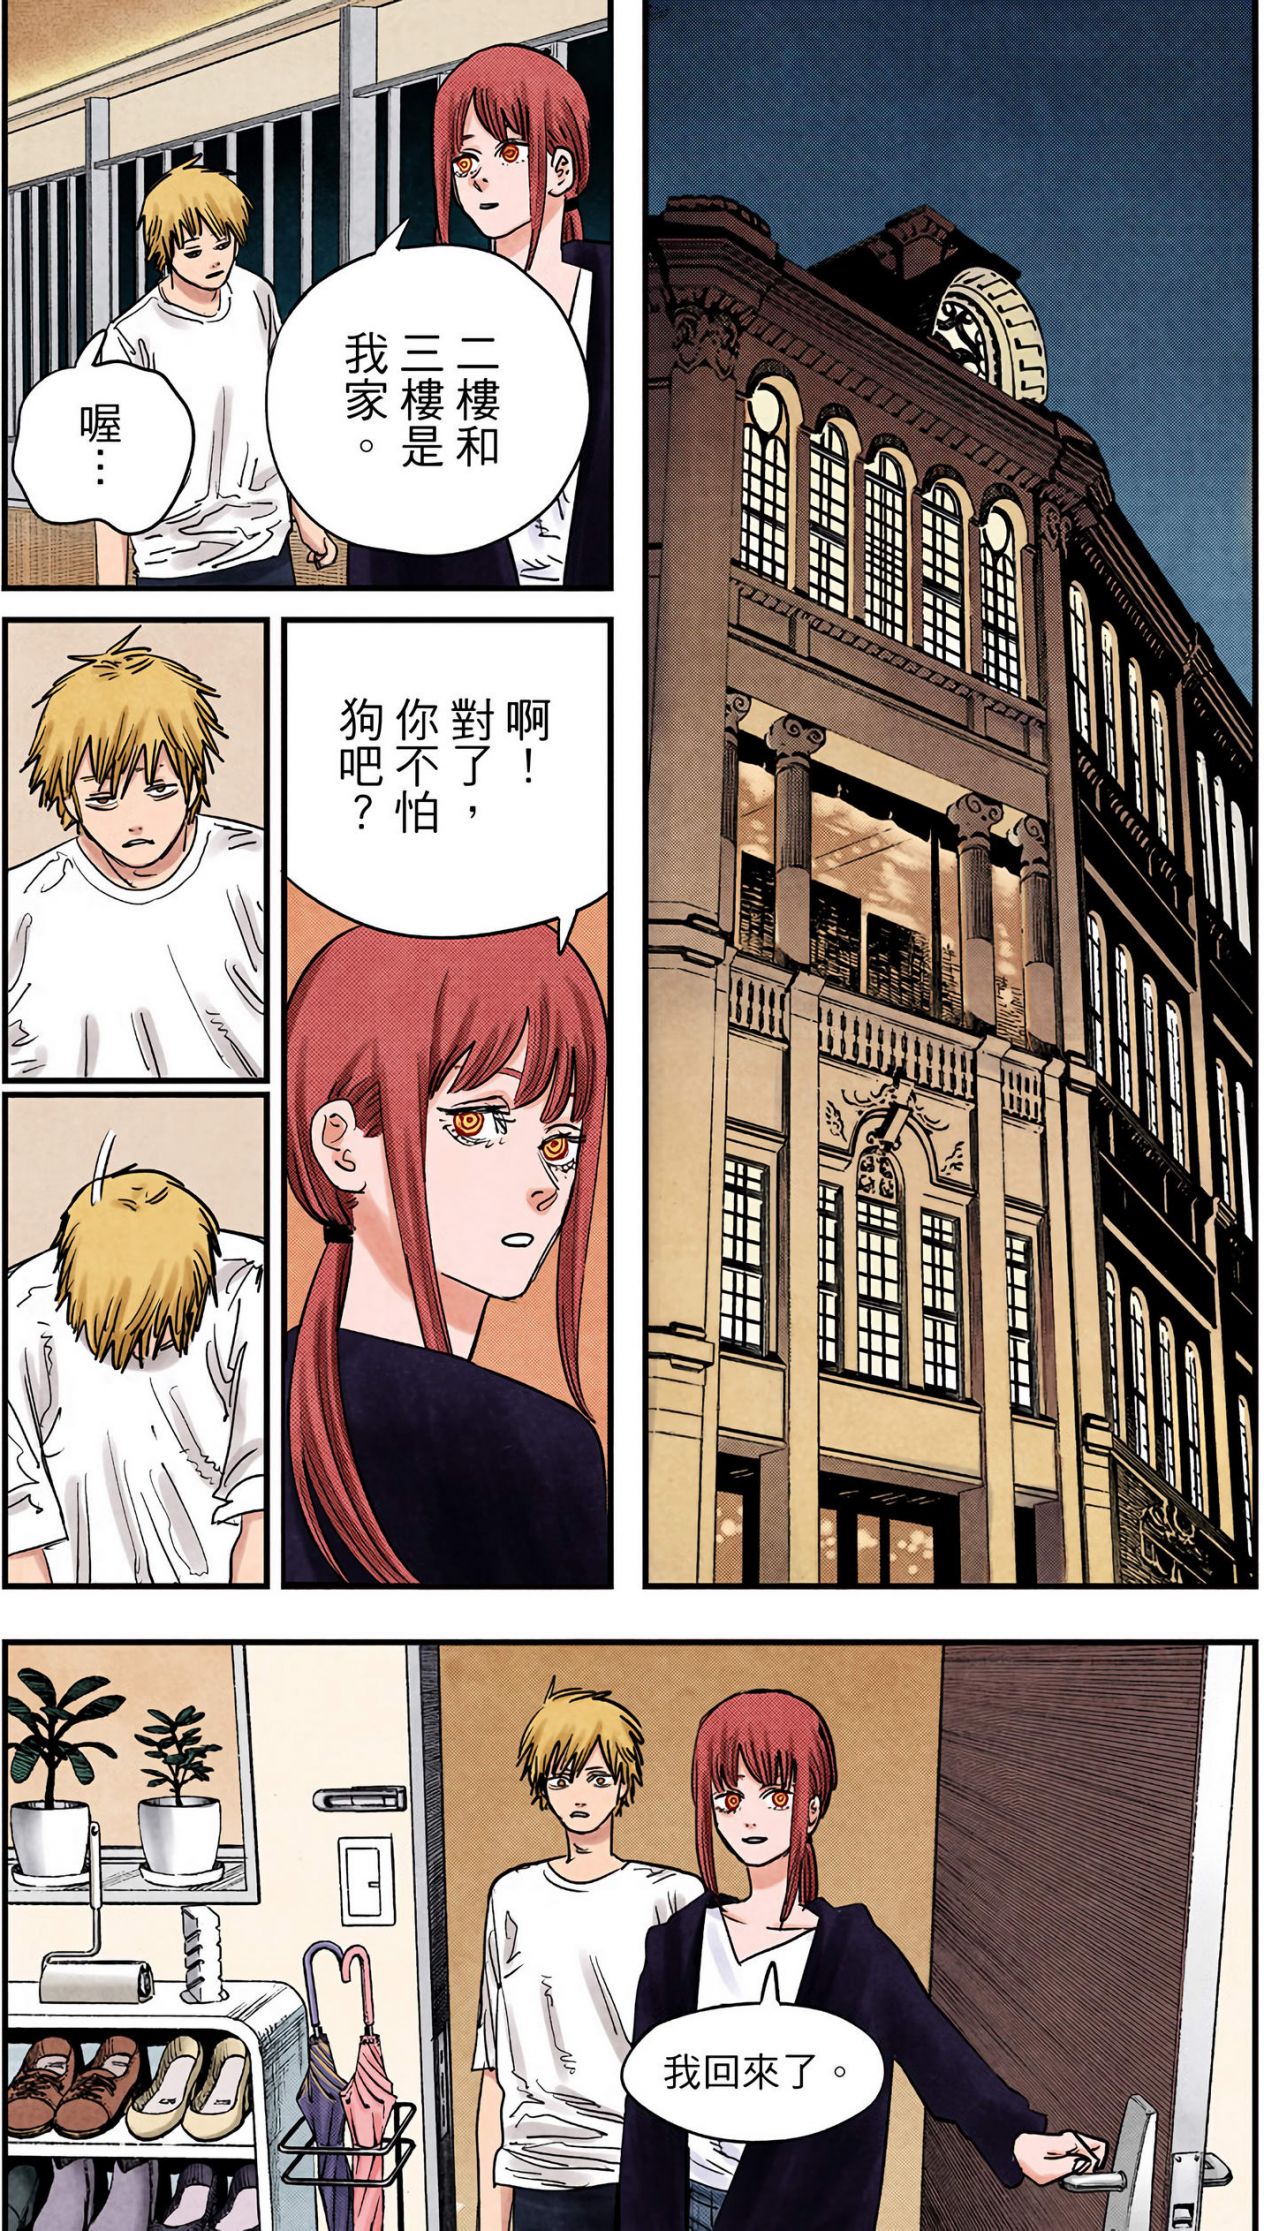 二樓和
三樓是
我家。
喔…
啊！
對了，
你不怕
狗吧？
我回來了。